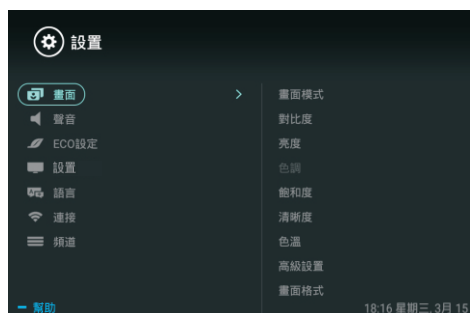 設置
畫面
聲音
ECO設定
設置
語言
連接
頻道
畫面模式
對比度
亮度
色調
飽和度
清晰度
色溫
高級設置
畫面格式
幫助
18:16 星期三, 3月 15